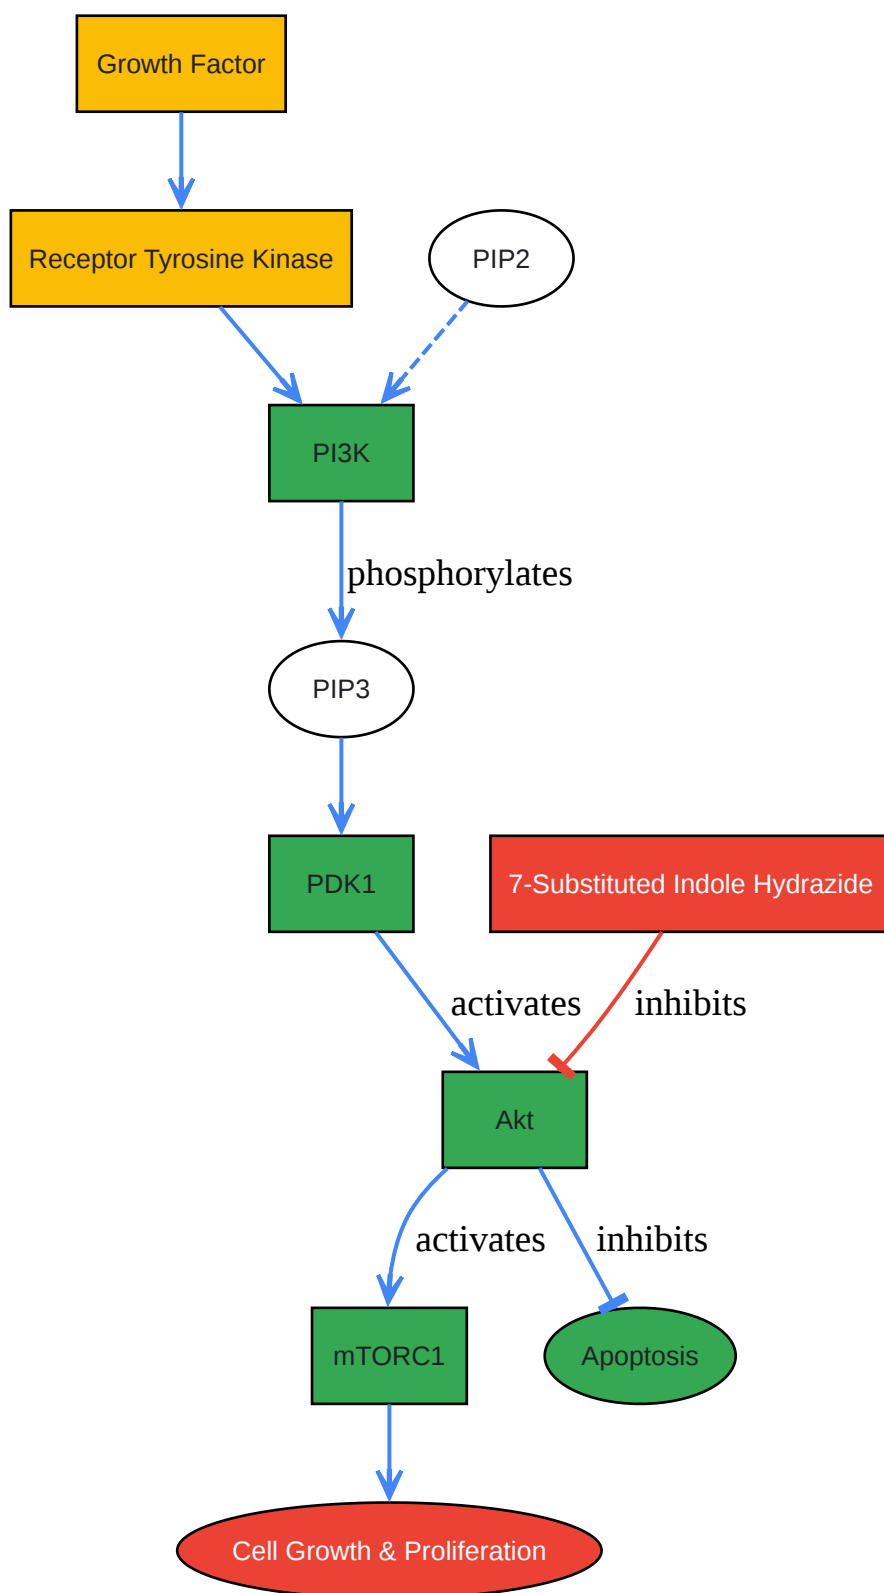 Growth Factor
Receptor Tyrosine Kinase
PIP2
PI3K
phosphorylates
PIP3
PDK1
7-Substituted Indole Hydrazide
activates
inhibits
Akt
activates
inhibits
mTORC1
Apoptosis
Cell Growth & Proliferation